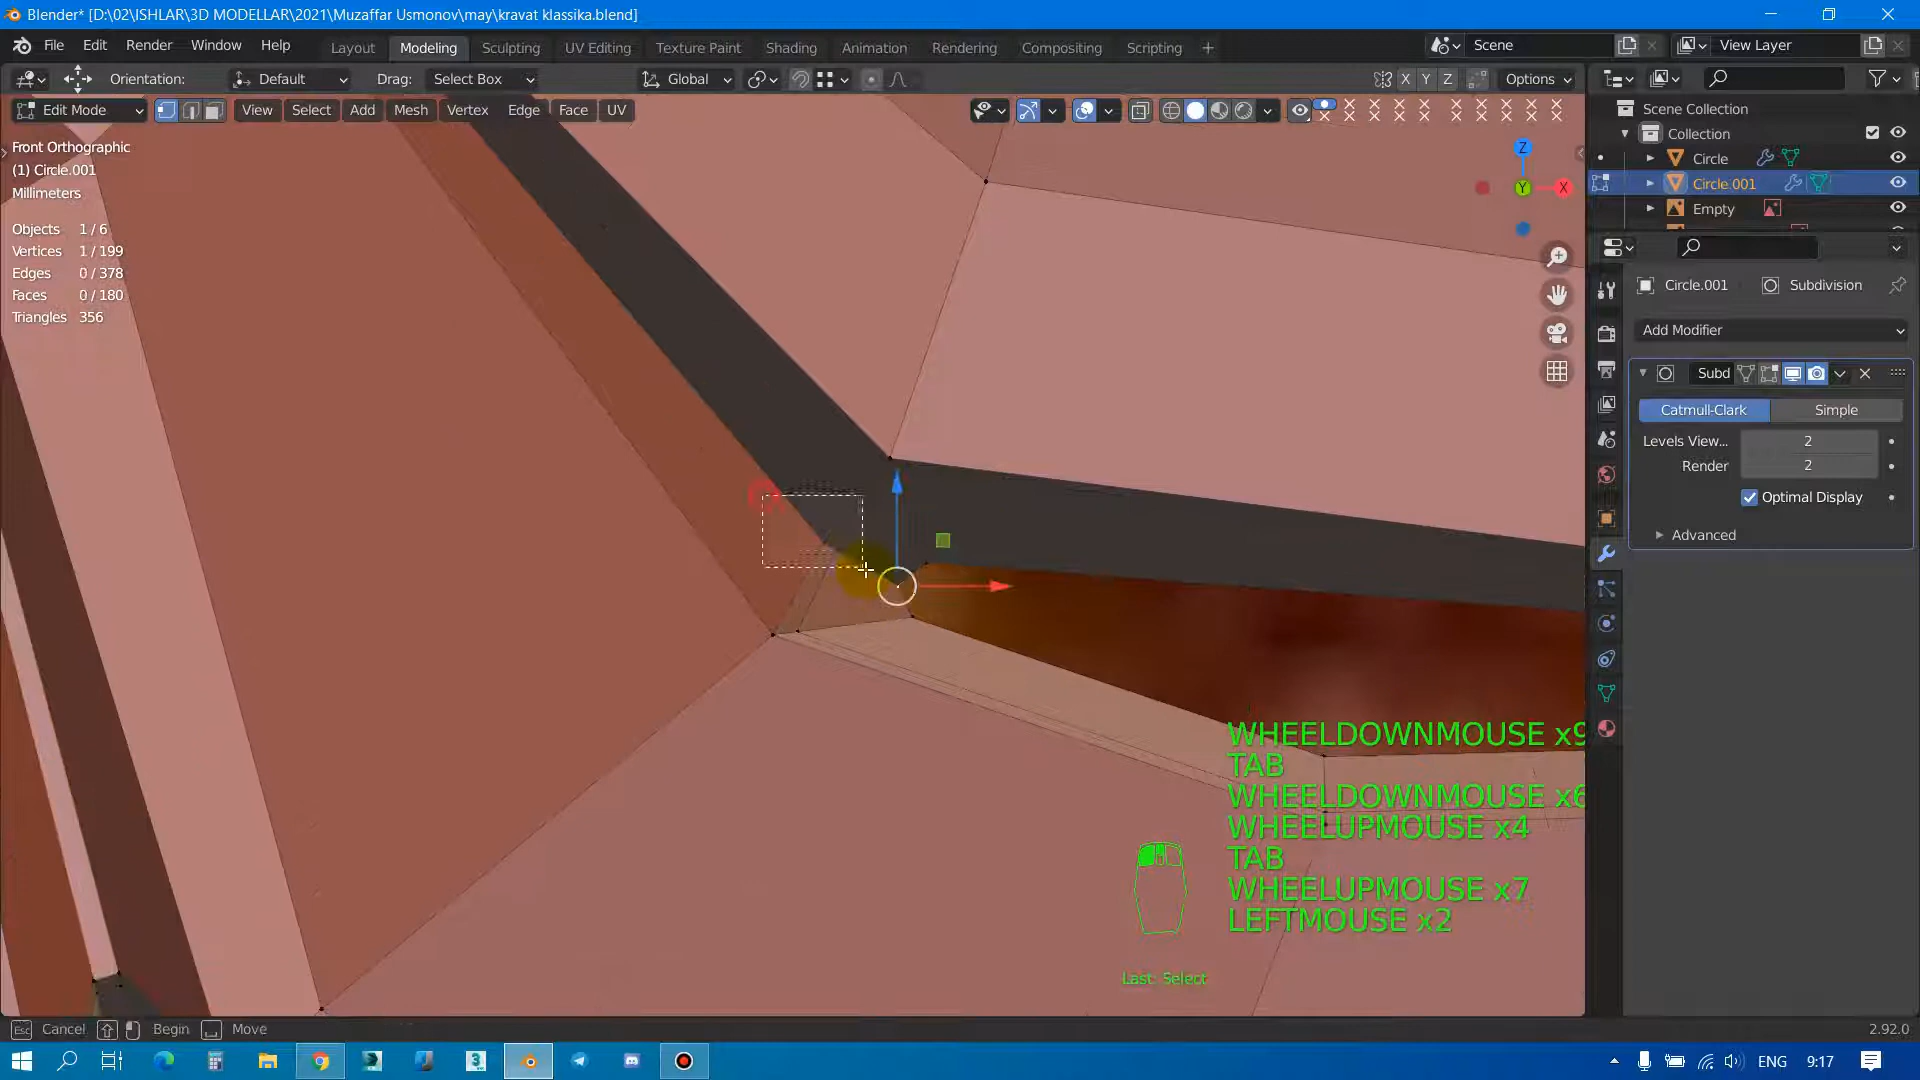 Blender* [D:\02\ISHLAR\3D MODELLAR\2021\Muzaffar Usmonov\may\kravat klassika.blend]
File Edit Render Window Help
Layout Modeling Sculpting UV Editing Texture Paint Shading Animation Rendering Compositing Scripting +
Scene
View Layer
Orientation: Default Drag: Select Box Global X Y Z Options
Edit Mode View Select Add Mesh Vertex Edge Face UV
Front Orthographic
(1) Circle.001
Millimeters
Objects 1 / 6
Vertices 1 / 199
Edges 0 / 378
Faces 0 / 180
Triangles 356
Z
Y
X
Scene Collection
Collection
Circle
Circle.001
Empty
Circle.001 Subdivision
Add Modifier
Subd
Catmull-Clark Simple
Levels View... 2
Render 2
Optimal Display
Advanced
WHEELDOWNMOUSE x9
TAB
WHEELDOWNMOUSE x6
WHEELUPMOUSE x4
TAB
WHEELUPMOUSE x7
LEFTMOUSE x2
Last: Select
Esc Cancel Begin Move
2.92.0
ENG 9:17